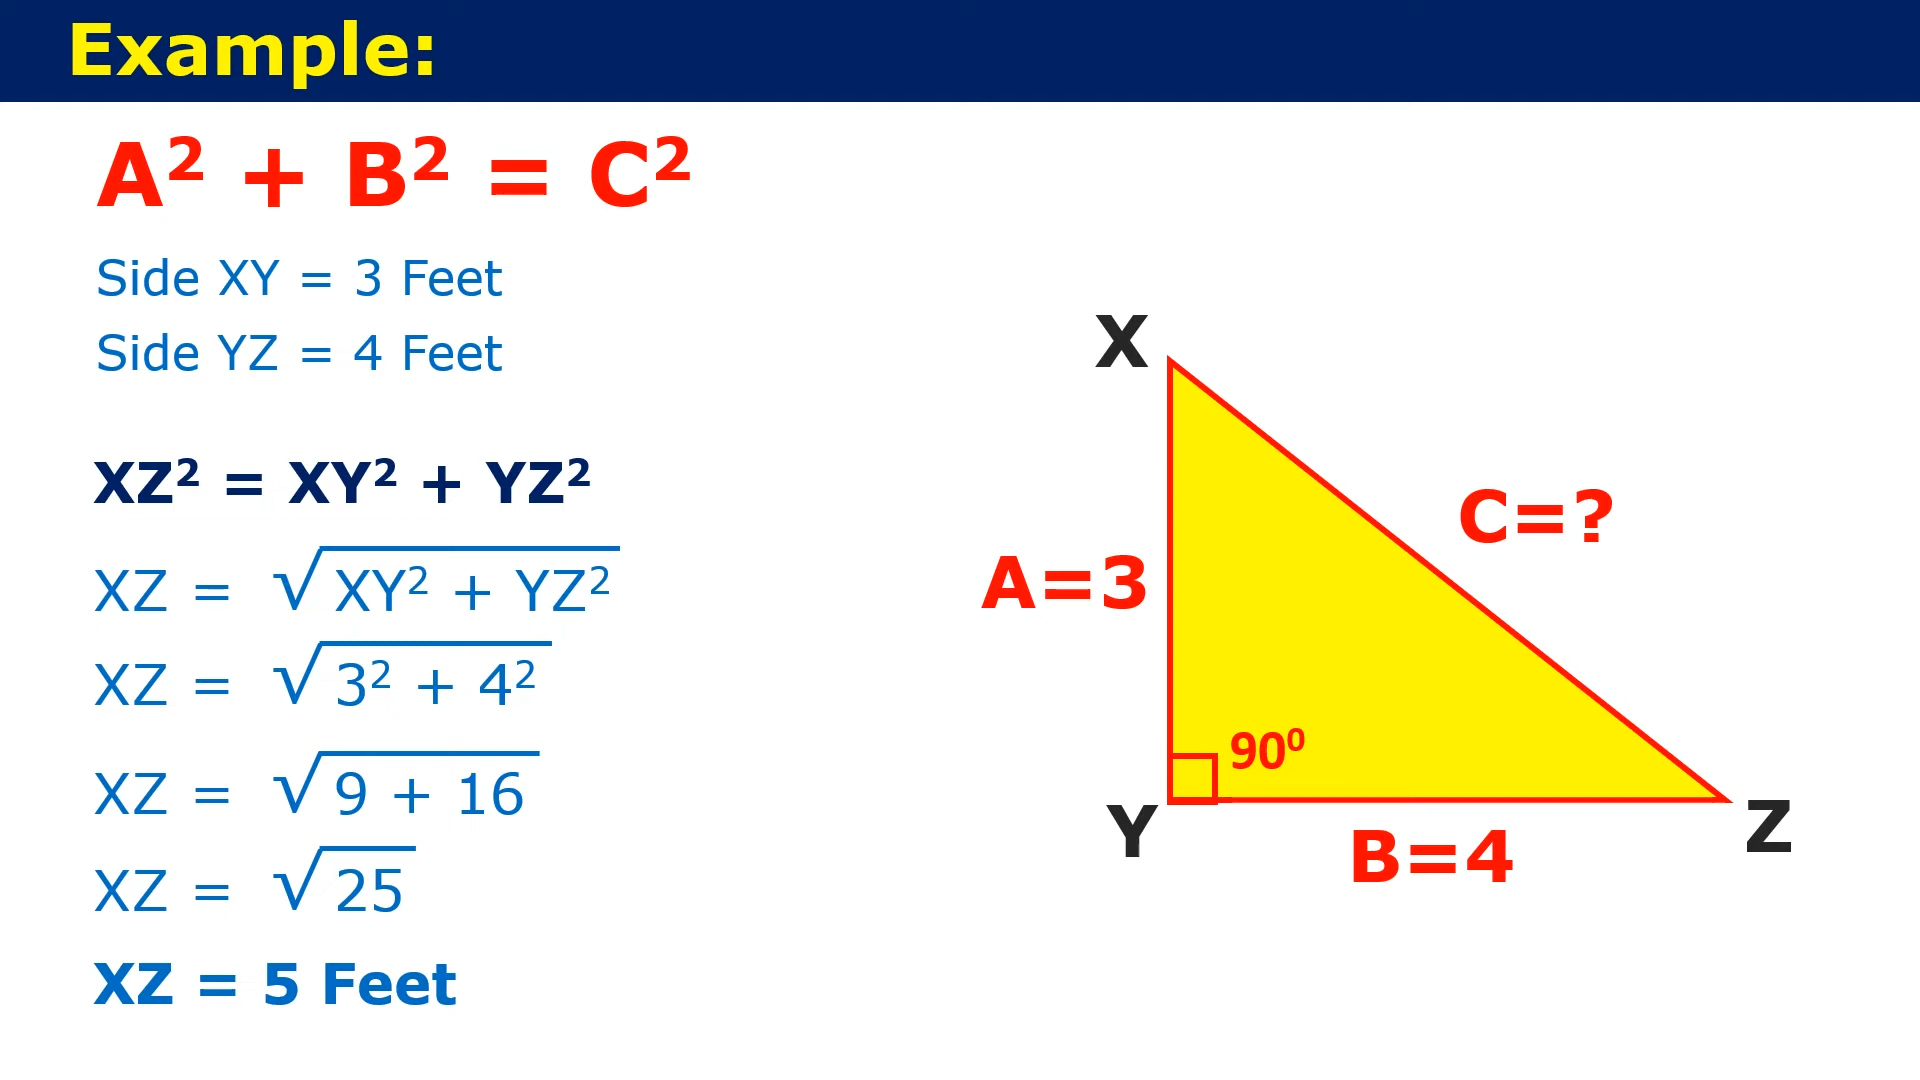 Example:
A² + B² = C²
Side XY = 3 Feet
Side YZ = 4 Feet
XZ² = XY² + YZ²
XZ = √XY² + YZ²
XZ = √3² + 4²
XZ = √9 + 16
XZ = √25
XZ = 5 Feet
X
C=?
A=3
90⁰
Y
Z
B=4